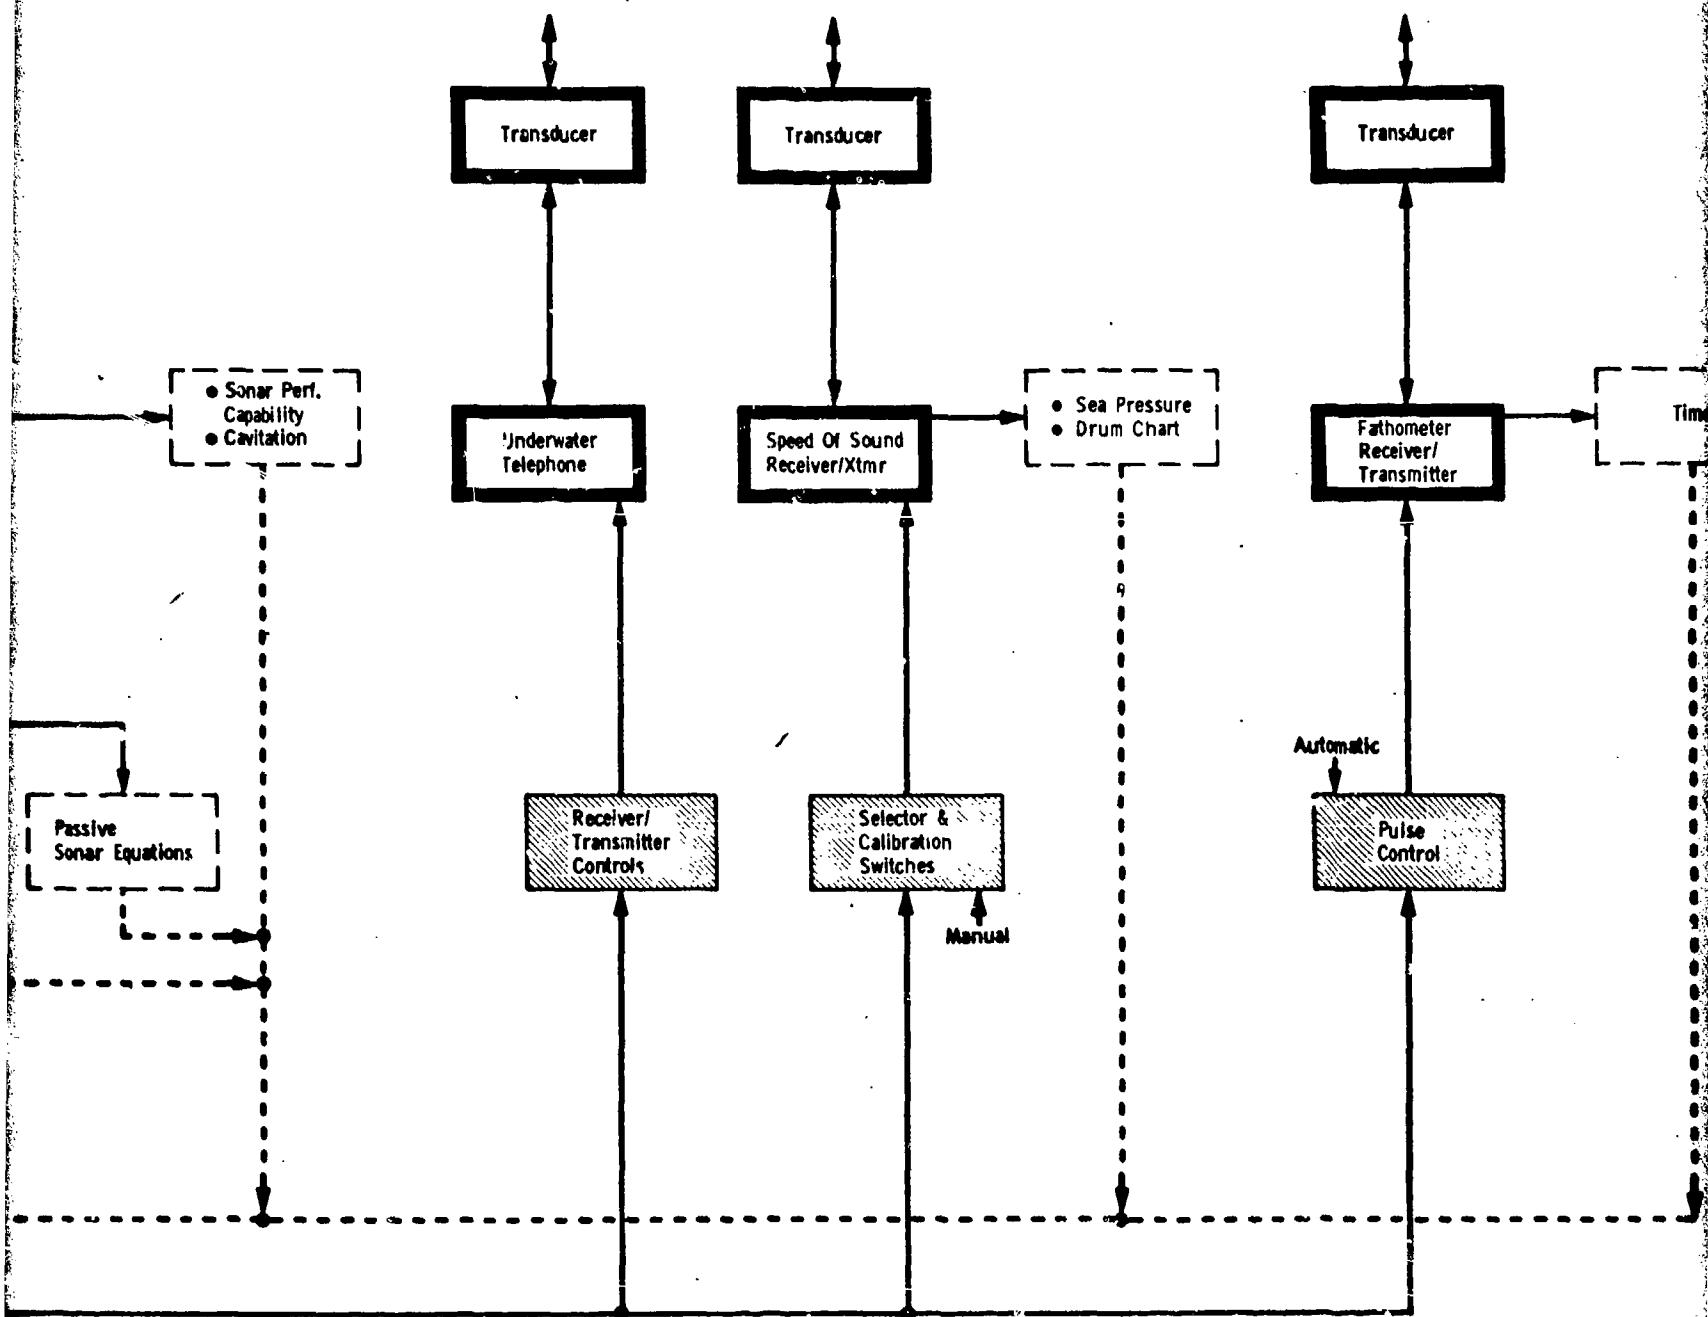 Transducer
Transducer
Transducer
● Sonar Perf.
Capability
● Cavitation
Underwater
Telephone
Speed Of Sound
Receiver/Xtmr
● Sea Pressure
● Drum Chart
Fathometer
Receiver/
Transmitter
Automatic
Passive
Sonar Equations
Receiver/
Transmitter
Controls
Selector &
Calibration
Switches
Pulse
Control
Manual